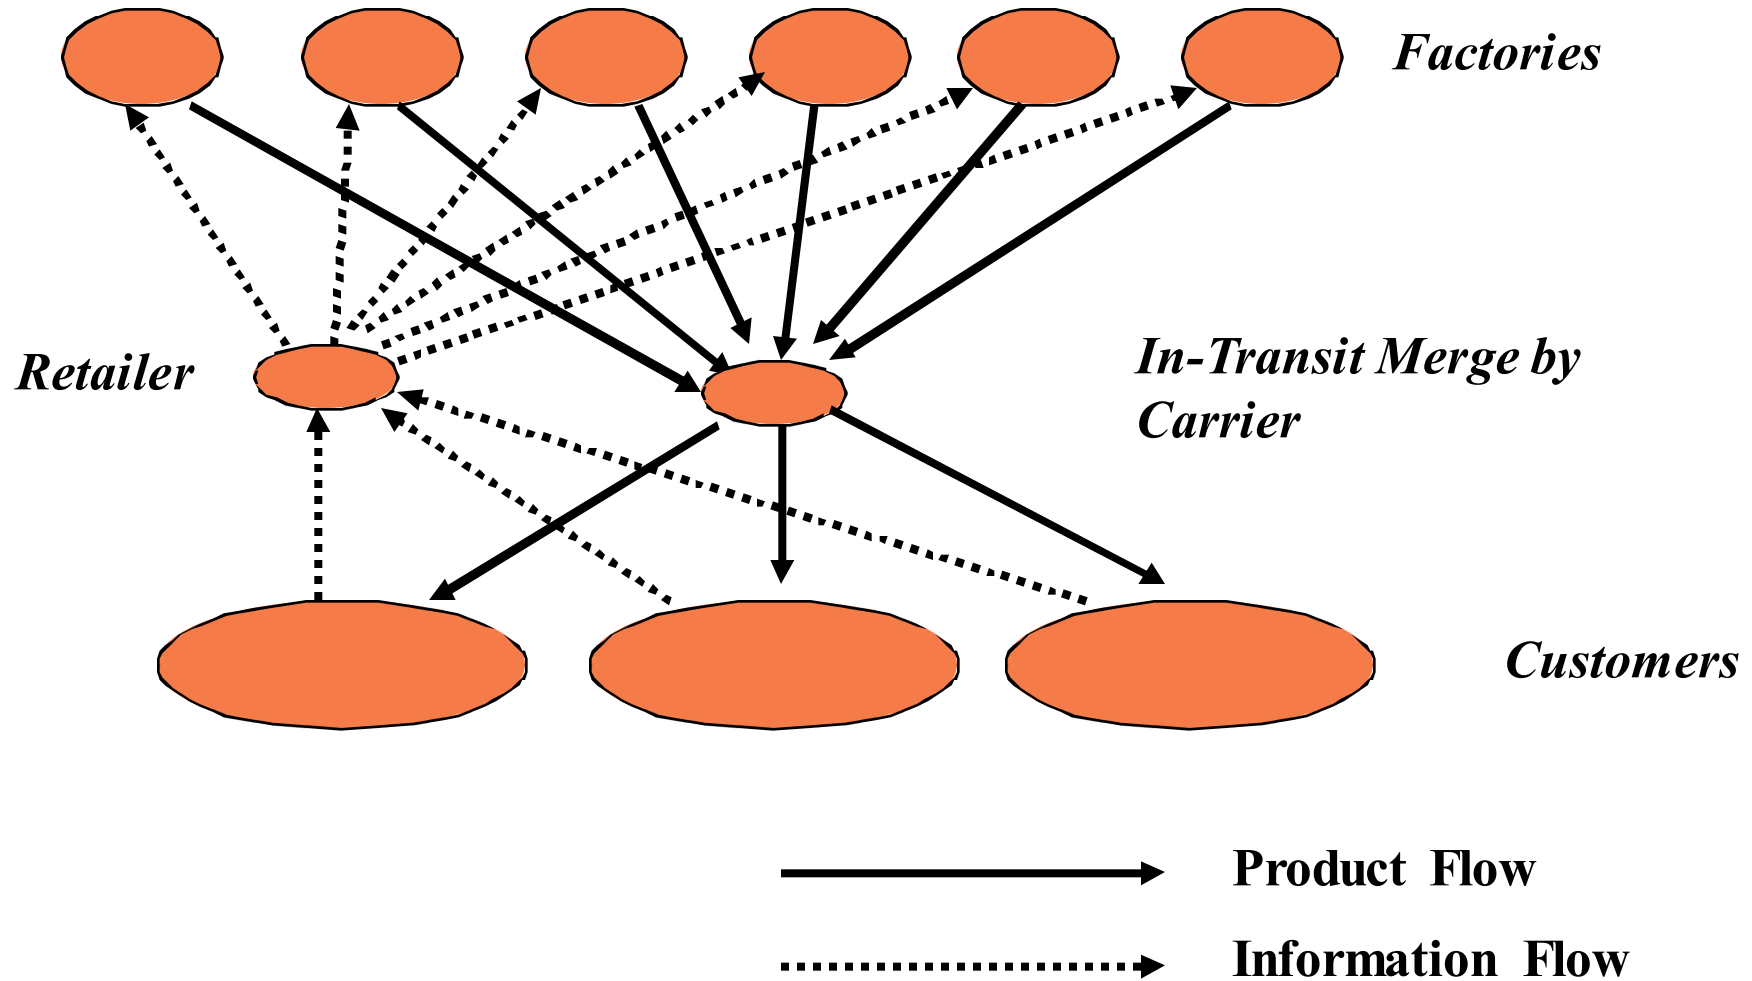 Factories
Retailer
In-Transit Merge by
Carrier
Customers
Product Flow
Information Flow